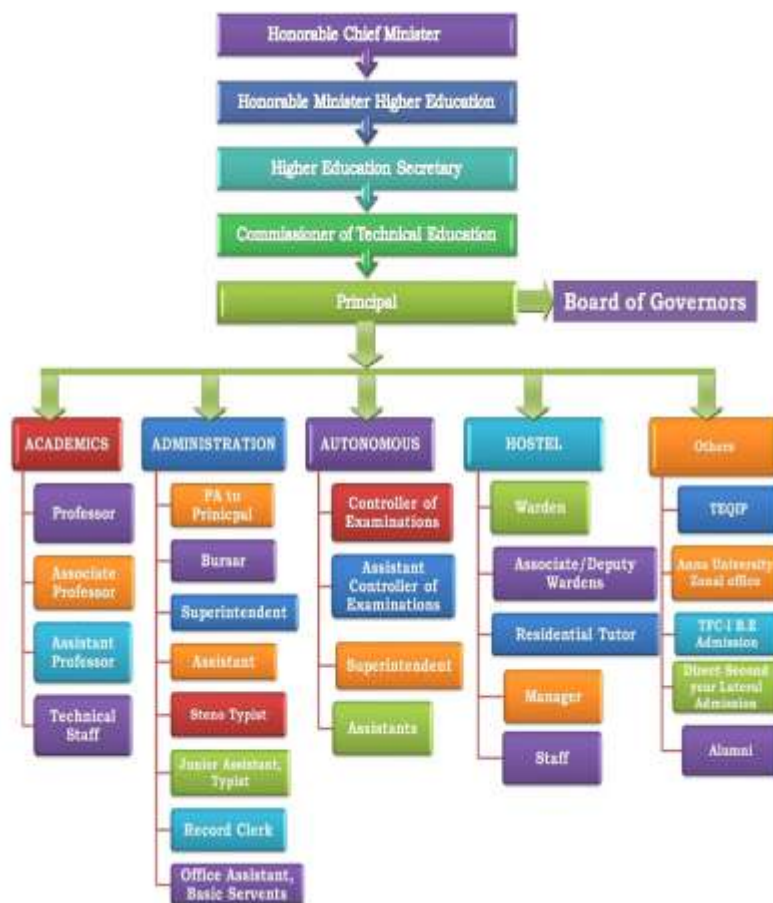 Honorable Chief Minister
Honorable Minister Higher Education
Higher Education Secretary
Commissioner of Technical Education
Principal
Board of Governors
ACADEMICS
Professor
Associate
Professor
Assistant
Professor
Technical
Staff
ADMINISTRATION
PA to
Prinicpal
Bursar
Superintendent
Assistant
Steno Typist
Junior Assistant,
Typist
Record Clerk
Office Assistant,
Basic Servents
AUTONOMOUS
Controller of
Examinations
Assistant
Controller of
Examinations
Superintendent
Assistants
HOSTEL
Warden
Associate/Deputy
Wardens
Residential Tutor
Manager
Staff
Others
TEQIP
Anna University
Zonal office
TFC-I B.E
Admission
Direct Second
year Lateral
Admission
Alumni